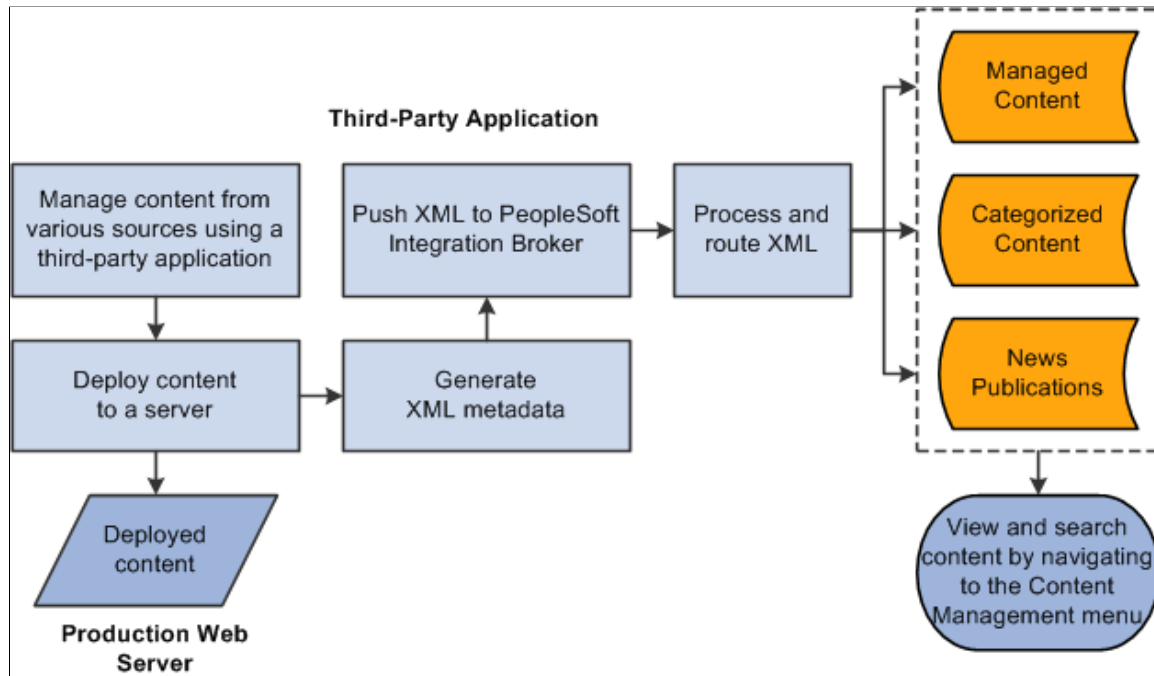 Third-Party Application
Manage content from
various sources using a
third-party application
Push XML to PeopleSoft
Integration Broker
Process and
route XML
Managed
Content
Categorized
Content
News
Publications
Deploy content
to a server
Generate
XML metadata
Deployed
content
Production Web
Server
View and search
content by navigating
to the Content
Management menu